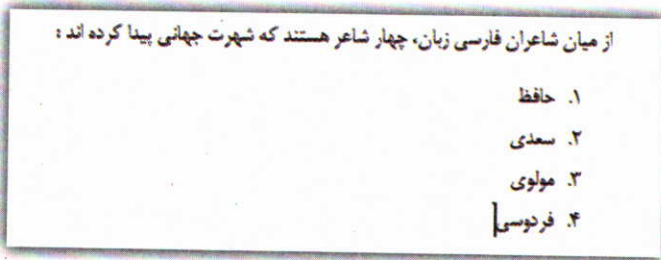 از میان شاعران فارسی زبان، چهار شاعر هستند که شهرت جهانی پیدا کرده اند :
۱. حافظ
۲. سعدی
۳. مولوی
۴. فردوسی